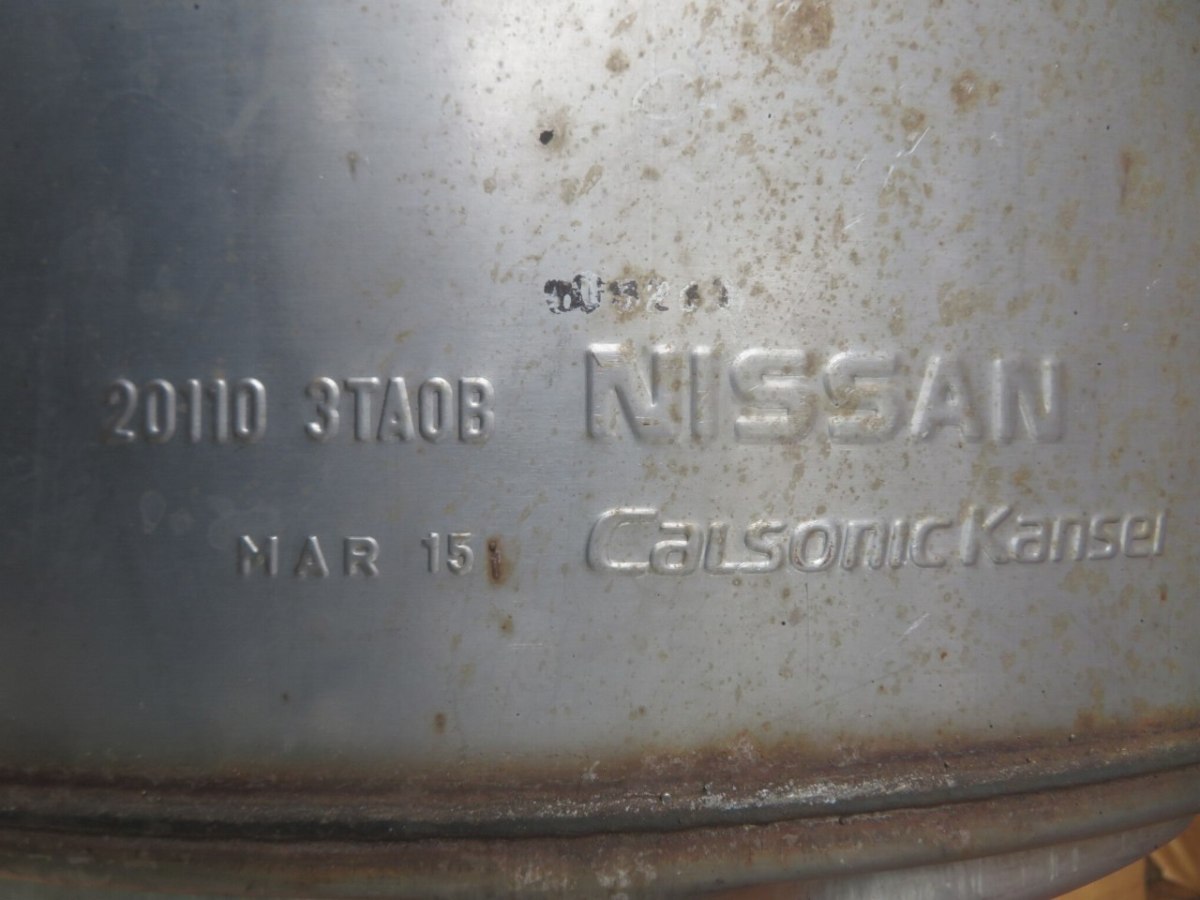 20110 3TA0B NISSAN
MAR 15 CalsonicKansei